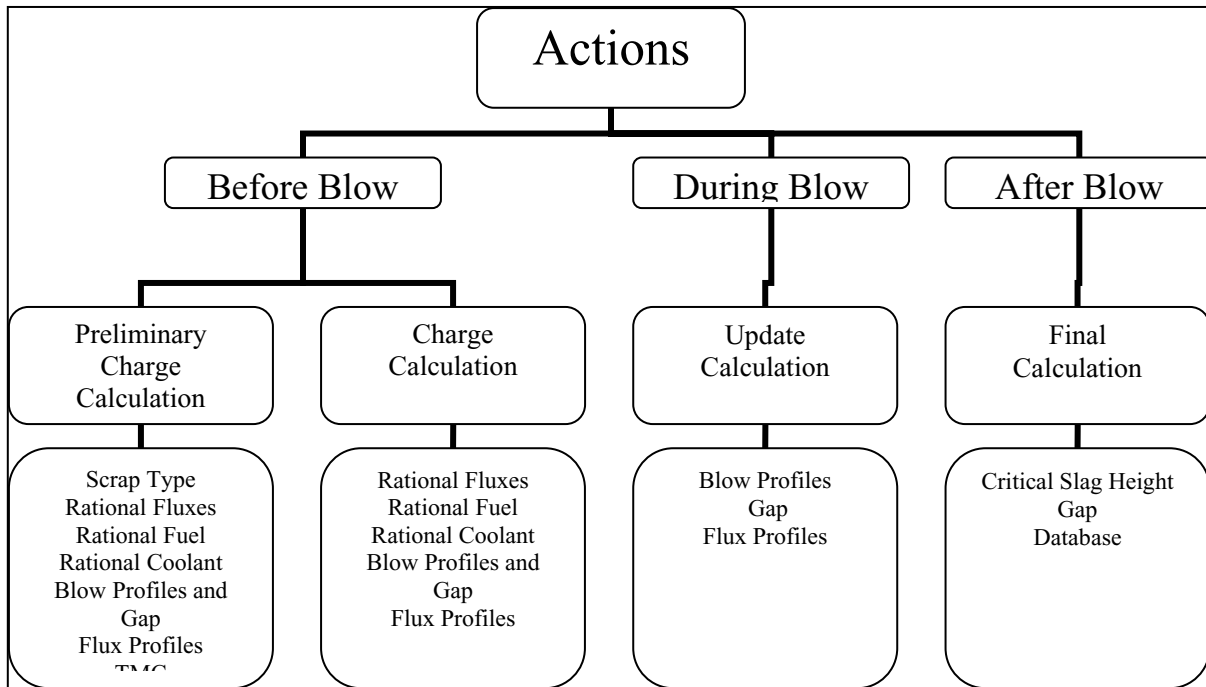 Actions
Before Blow
During Blow
After Blow
Preliminary
Charge
Calculation
Charge
Calculation
Update
Calculation
Final
Calculation
Scrap Type
Rational Fluxes
Rational Fuel
Rational Coolant
Blow Profiles and
Gap
Flux Profiles
Rational Fluxes
Rational Fuel
Rational Coolant
Blow Profiles and
Gap
Flux Profiles
Blow Profiles
Gap
Flux Profiles
Critical Slag Height
Gap
Database